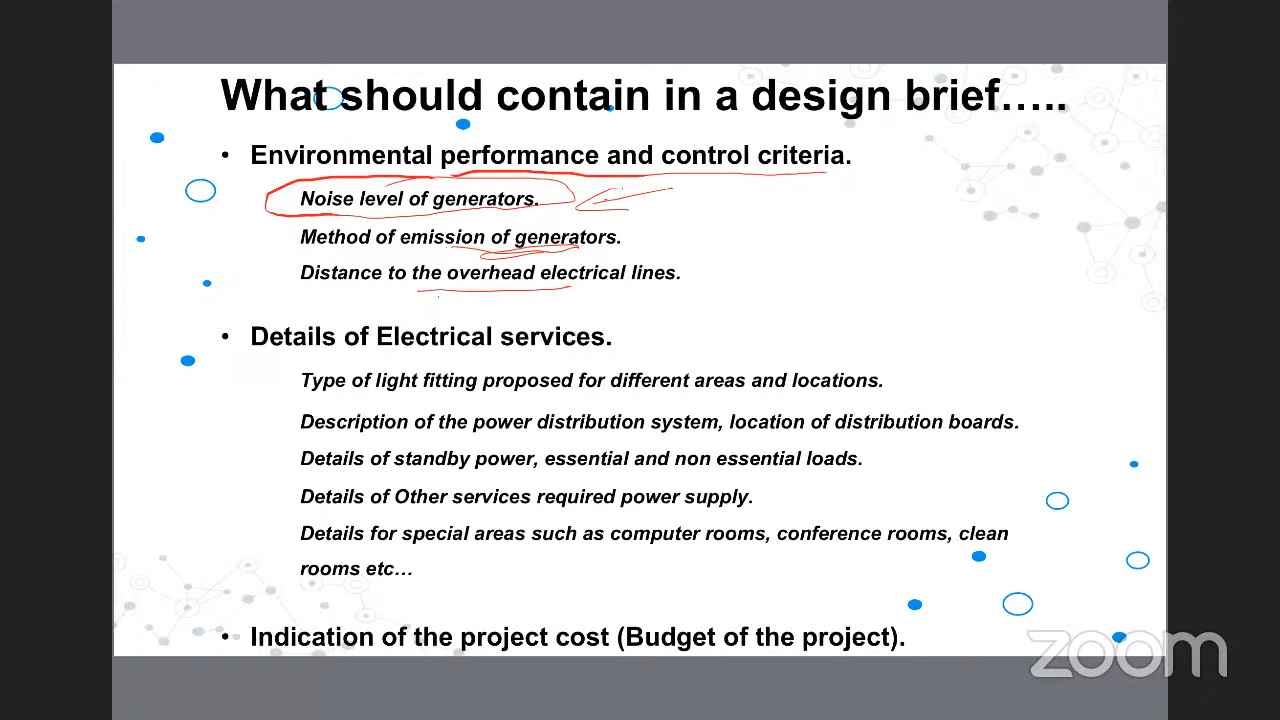 What should contain in a design brief…..
• Environmental performance and control criteria.
Noise level of generators.
Method of emission of generators.
Distance to the overhead electrical lines.
• Details of Electrical services.
Type of light fitting proposed for different areas and locations.
Description of the power distribution system, location of distribution boards.
Details of standby power, essential and non essential loads.
Details of Other services required power supply.
Details for special areas such as computer rooms, conference rooms, clean
rooms etc…
• Indication of the project cost (Budget of the project).
zoom